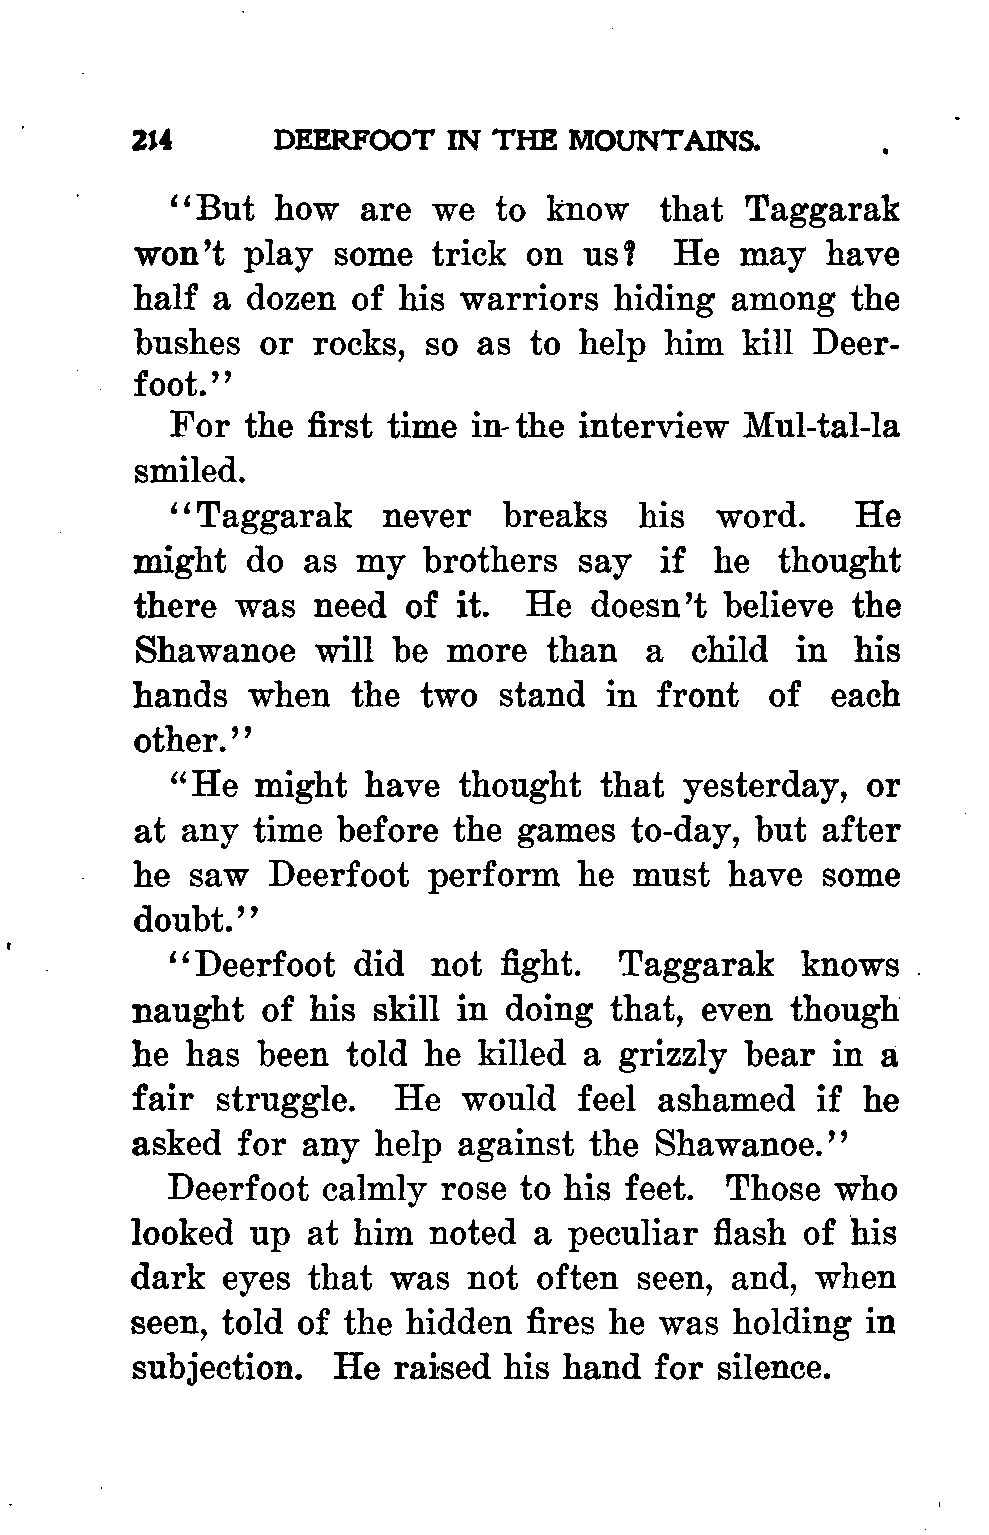 214 DEERFOOT IN THE MOUNTAINS.
“But how are we to know that Taggarak
won’t play some trick on us? He may have
half a dozen of his warriors hiding among the
bushes or rocks, so as to help him kill Deer-
foot.”
For the first time in the interview Mul-tal-la
smiled.
“Taggarak never breaks his word. He
might do as my brothers say if he thought
there was need of it. He doesn’t believe the
Shawanoe will be more than a child in his
hands when the two stand in front of each
other.”
“He might have thought that yesterday, or
at any time before the games to-day, but after
he saw Deerfoot perform he must have some
doubt.”
“Deerfoot did not fight. Taggarak knows
naught of his skill in doing that, even though
he has been told he killed a grizzly bear in a
fair struggle. He would feel ashamed if he
asked for any help against the Shawanoe.”
Deerfoot calmly rose to his feet. Those who
looked up at him noted a peculiar flash of his
dark eyes that was not often seen, and, when
seen, told of the hidden fires he was holding in
subjection. He raised his hand for silence.